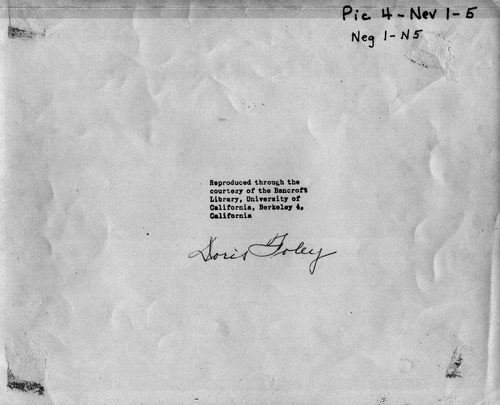 Pic 4-Nev 1-5
Neg 1-N5
Reproduced through the
courtesy of the Bancroft
Library, University of
California, Berkeley 4,
California
Doris Foley